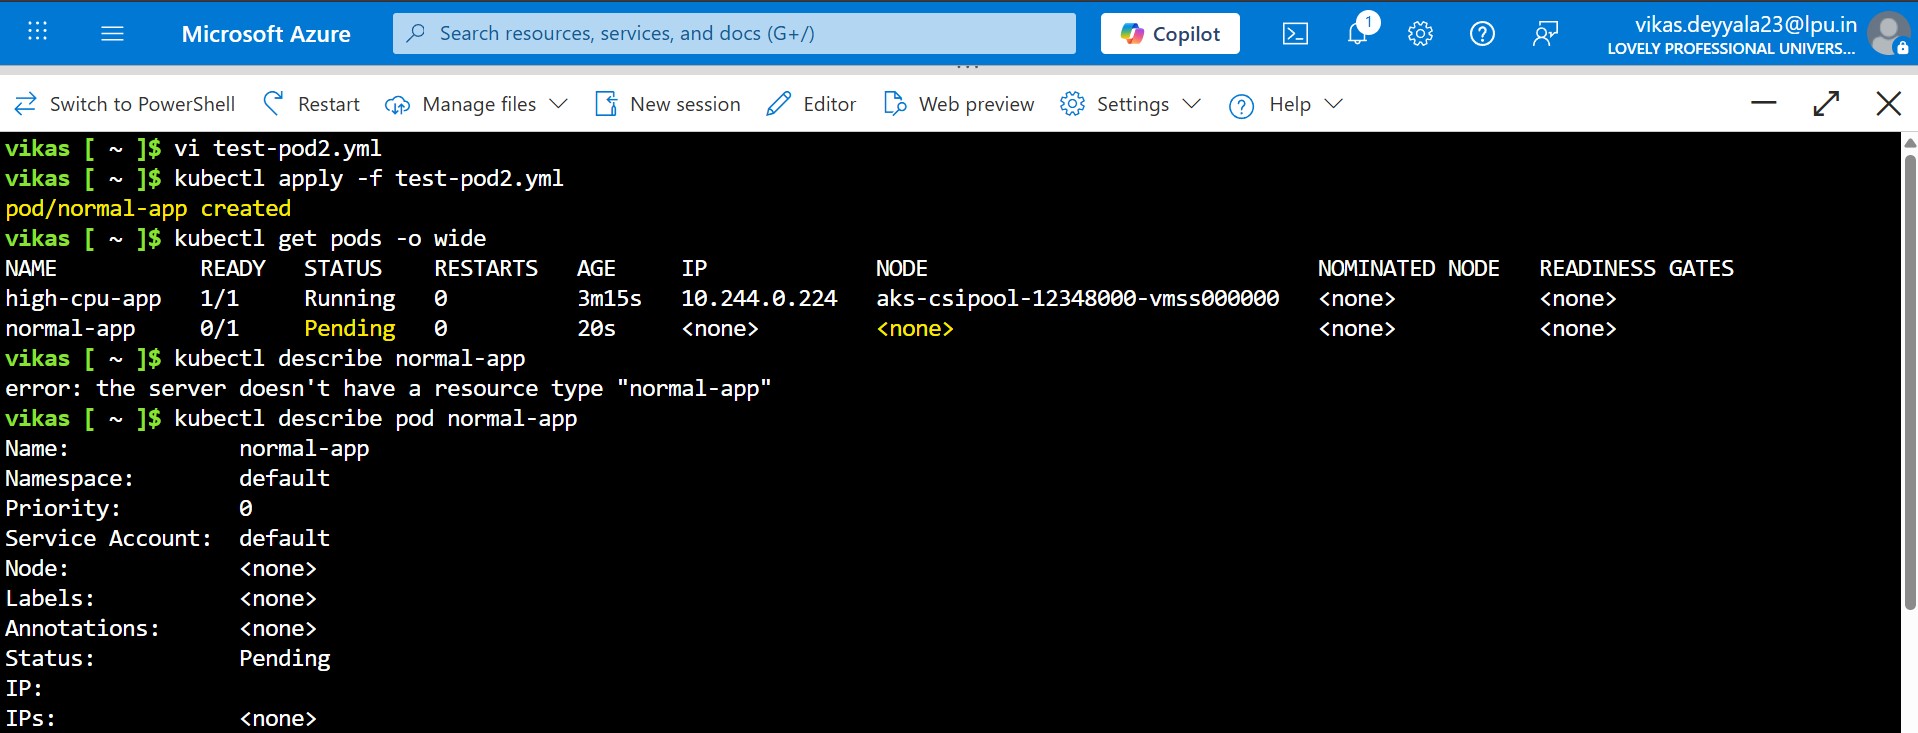 Microsoft Azure
Search resources, services, and docs (G+/)
Copilot
1
vikas.deyyala23@lpu.in
LOVELY PROFESSIONAL UNIVERS...
Switch to PowerShell Restart Manage files New session Editor Web preview Settings Help
vikas [ ~ ]$ vi test-pod2.yml
vikas [ ~ ]$ kubectl apply -f test-pod2.yml
pod/normal-app created
vikas [ ~ ]$ kubectl get pods -o wide
NAME READY STATUS RESTARTS AGE IP NODE NOMINATED NODE READINESS GATES
high-cpu-app 1/1 Running 0 3m15s 10.244.0.224 aks-csipool-12348000-vmss000000 <none> <none>
normal-app 0/1 Pending 0 20s <none> <none> <none> <none>
vikas [ ~ ]$ kubectl describe normal-app
error: the server doesn't have a resource type "normal-app"
vikas [ ~ ]$ kubectl describe pod normal-app
Name: normal-app
Namespace: default
Priority: 0
Service Account: default
Node: <none>
Labels: <none>
Annotations: <none>
Status: Pending
IP:
IPs: <none>